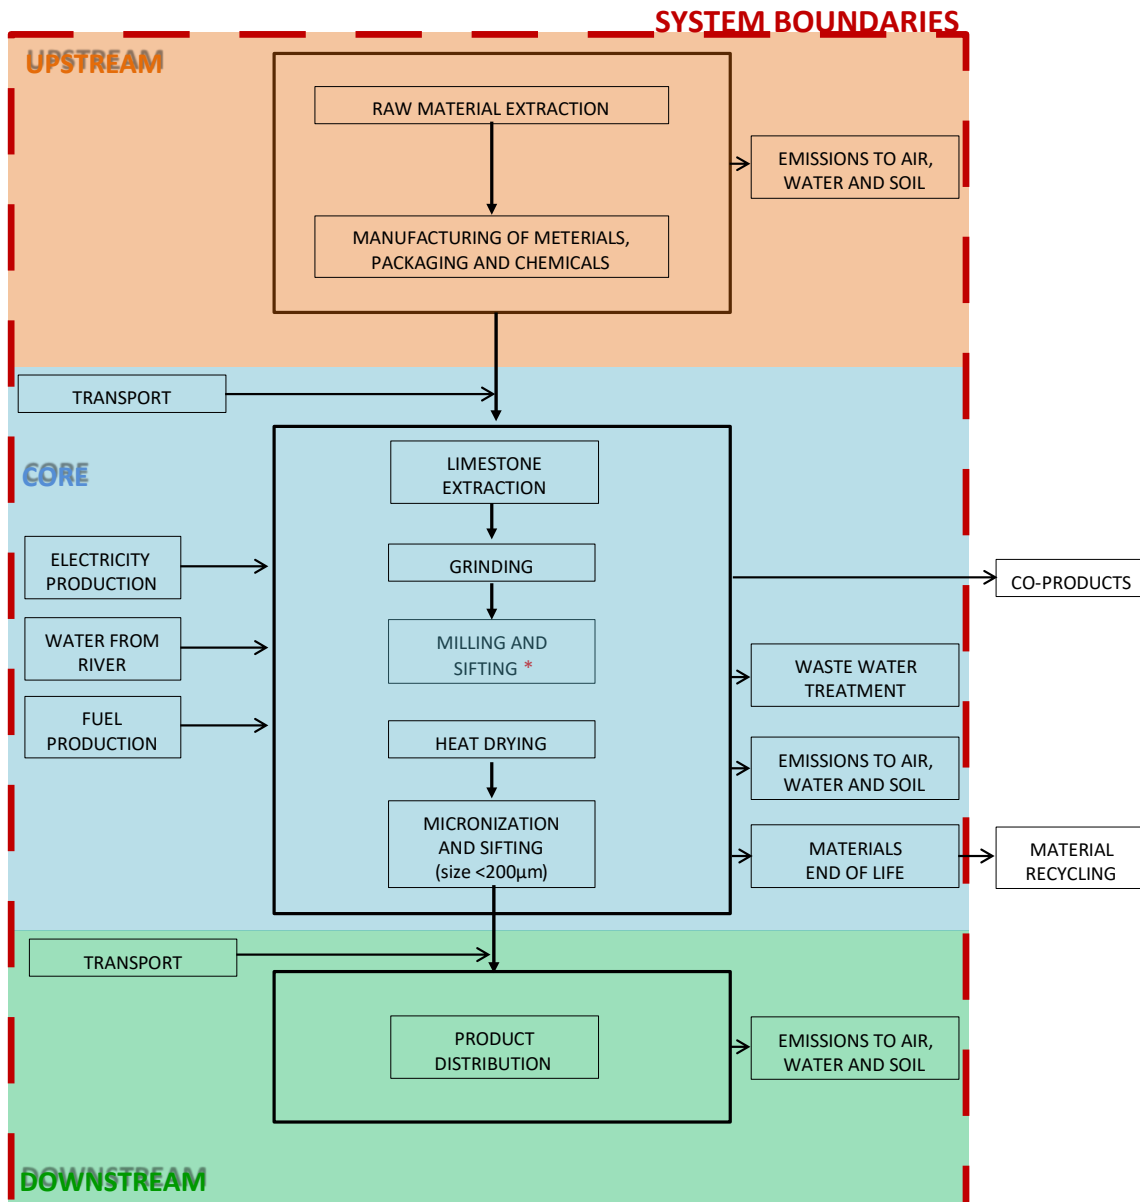 SYSTEM BOUNDARIES
UPSTREAM
RAW MATERIAL EXTRACTION
EMISSIONS TO AIR,
WATER AND SOIL
MANUFACTURING OF METERIALS,
PACKAGING AND CHEMICALS
TRANSPORT
CORE
LIMESTONE
EXTRACTION
ELECTRICITY
PRODUCTION
GRINDING
CO-PRODUCTS
WATER FROM
RIVER
MILLING AND
SIFTING *
WASTE WATER
TREATMENT
FUEL
PRODUCTION
HEAT DRYING
EMISSIONS TO AIR,
WATER AND SOIL
MICRONIZATION
AND SIFTING
(size <200µm)
MATERIALS
END OF LIFE
MATERIAL
RECYCLING
TRANSPORT
PRODUCT
DISTRIBUTION
EMISSIONS TO AIR,
WATER AND SOIL
DOWNSTREAM